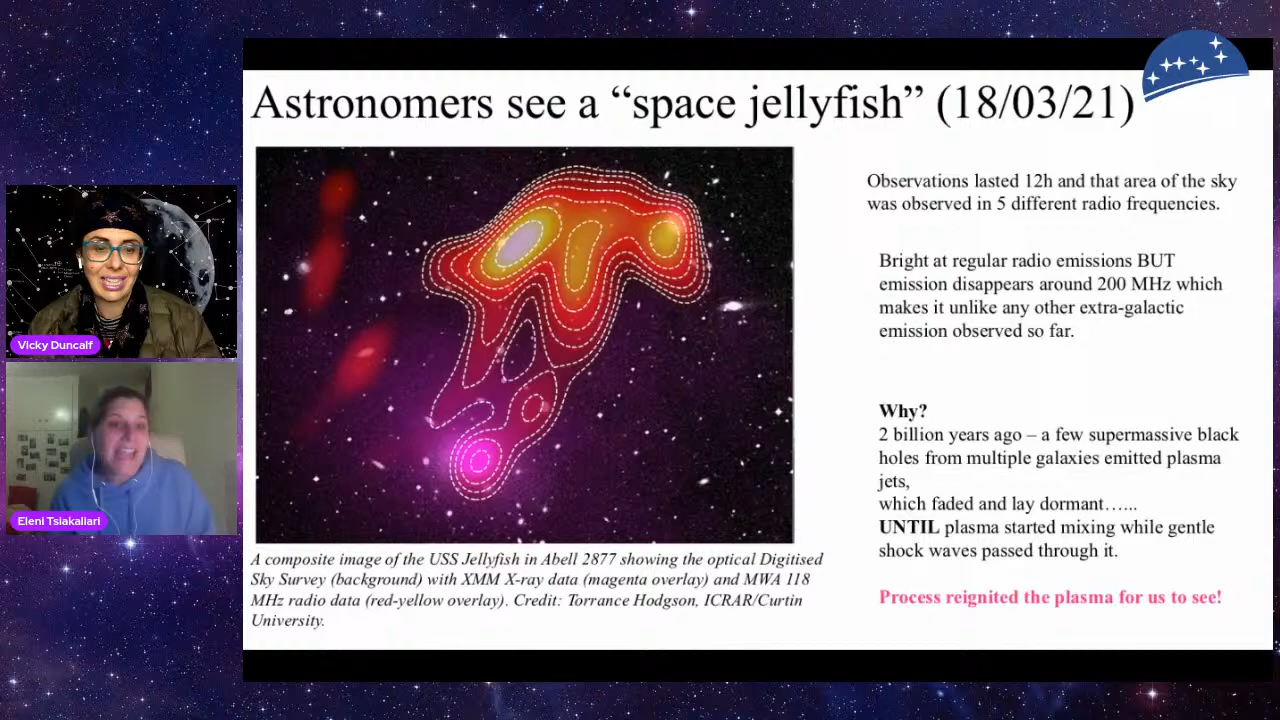 Astronomers see a “space jellyfish” (18/03/21)
Observations lasted 12h and that area of the sky
was observed in 5 different radio frequencies.
Bright at regular radio emissions BUT
emission disappears around 200 MHz which
makes it unlike any other extra-galactic
emission observed so far.
Why?
2 billion years ago – a few supermassive black
holes from multiple galaxies emitted plasma
jets,
which faded and lay dormant…...
UNTIL plasma started mixing while gentle
shock waves passed through it.
Process reignited the plasma for us to see!
A composite image of the USS Jellyfish in Abell 2877 showing the optical Digitised
Sky Survey (background) with XMM X-ray data (magenta overlay) and MWA 118
MHz radio data (red-yellow overlay). Credit: Torrance Hodgson, ICRAR/Curtin
University.
Vicky Duncalf
Eleni Tsiakaliari